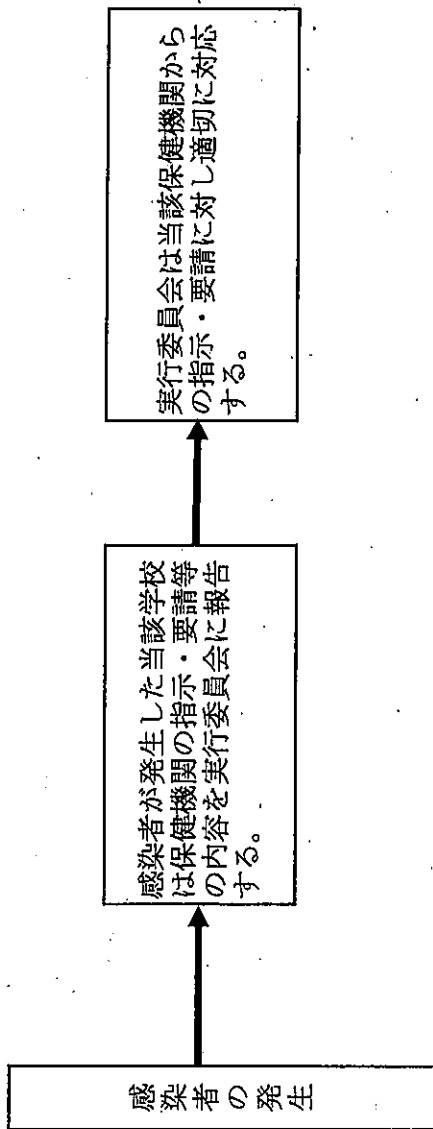 感染者の発生
感染者が発生した当該学校
は保健機関の指示・要請等
の内容を実行委員会に報告
する。
実行委員会は当該保健機関から
の指示・要請に対し適切に対応
する。